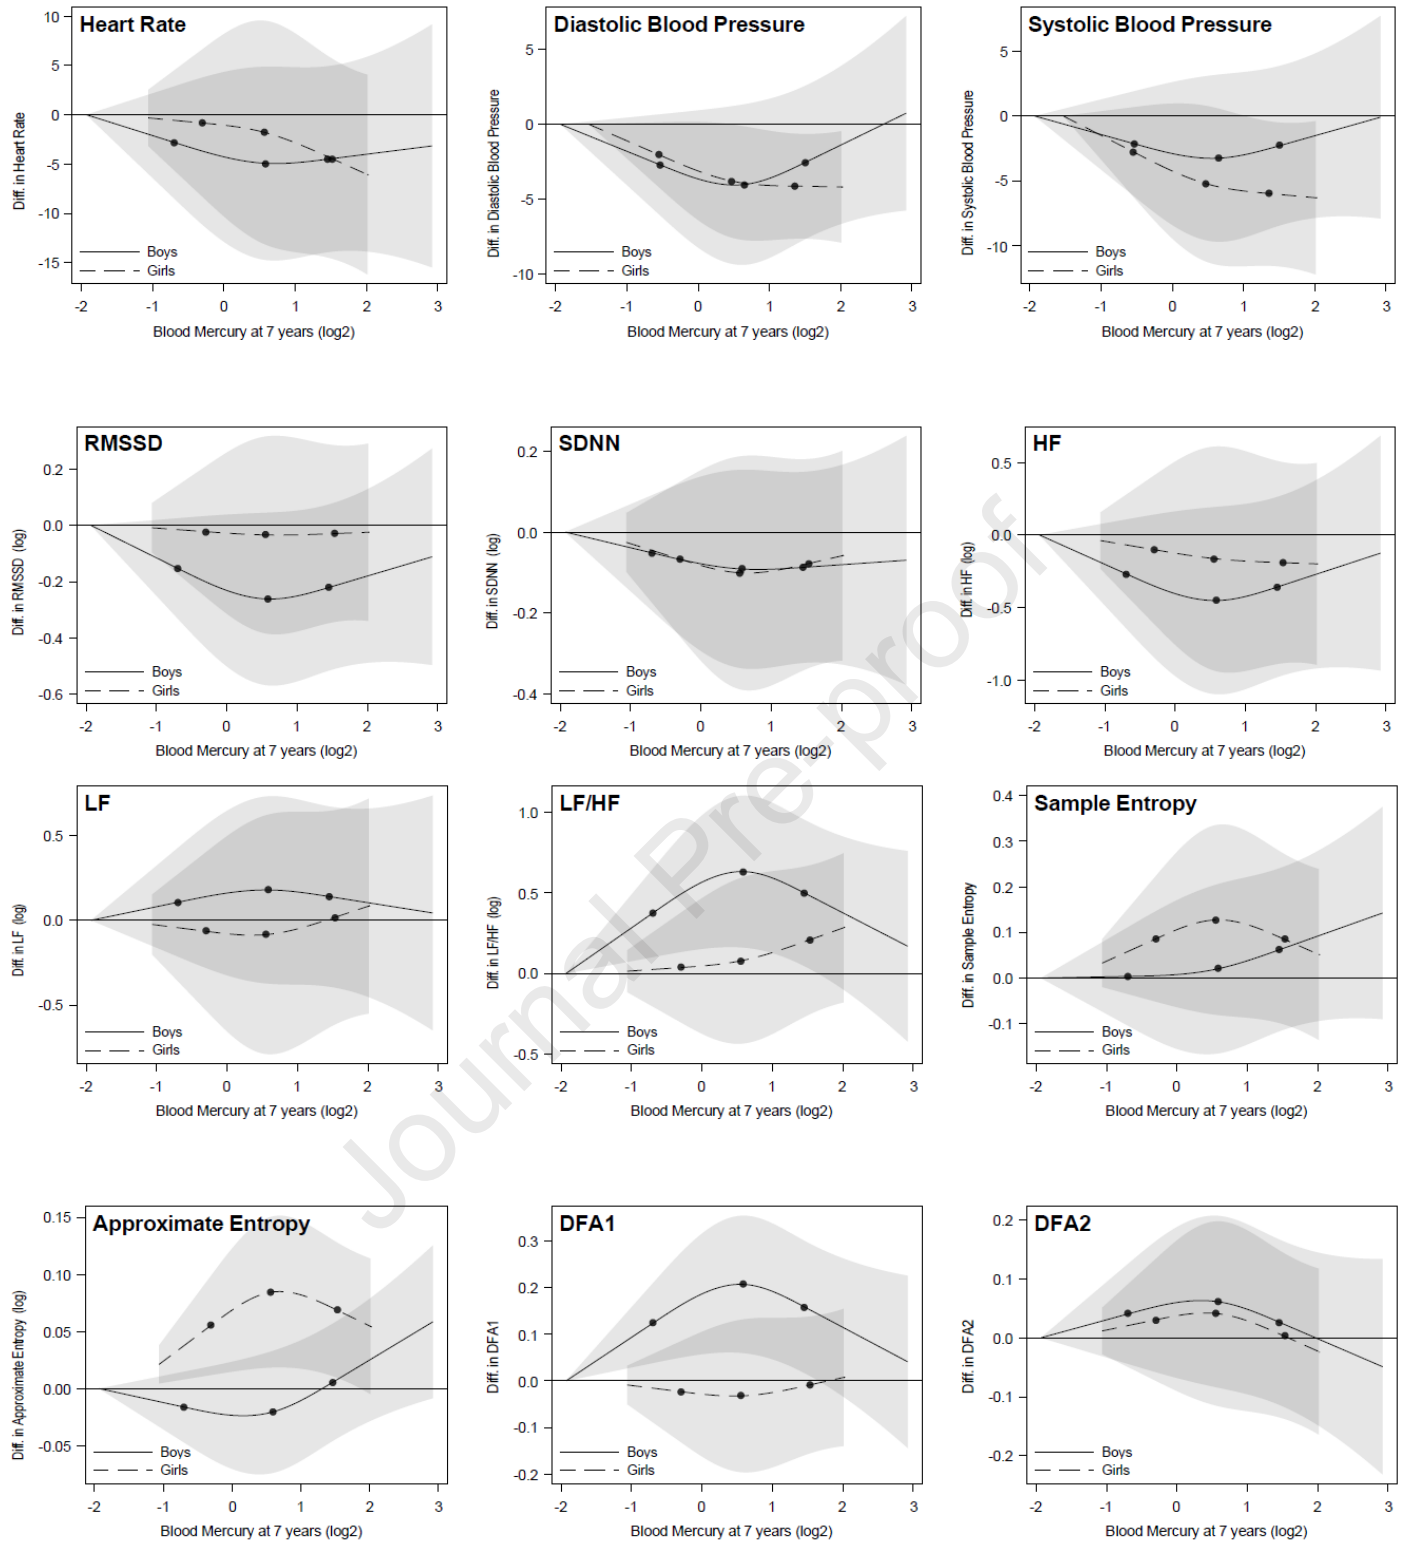 Heart Rate
10
5
0
-5
-10
-15
Diff. in Heart Rate
Boys
Girls
-2 -1 0 1 2 3
Blood Mercury at 7 years (log2)
Diastolic Blood Pressure
5
0
-5
-10
Diff. in Diastolic Blood Pressure
Boys
Girls
-2 -1 0 1 2 3
Blood Mercury at 7 years (log2)
Systolic Blood Pressure
5
0
-5
-10
Diff. in Systolic Blood Pressure
Boys
Girls
-2 -1 0 1 2 3
Blood Mercury at 7 years (log2)
RMSSD
0.2
0.0
-0.2
-0.4
-0.6
Diff. in RMSSD (log)
Boys
Girls
-2 -1 0 1 2 3
Blood Mercury at 7 years (log2)
SDNN
0.2
0.0
-0.2
-0.4
Diff. in SDNN (log)
Boys
Girls
-2 -1 0 1 2 3
Blood Mercury at 7 years (log2)
HF
0.5
0.0
-0.5
-1.0
Diff. in HF (log)
Boys
Girls
-2 -1 0 1 2 3
Blood Mercury at 7 years (log2)
LF
0.5
0.0
-0.5
Diff. in LF (log)
Boys
Girls
-2 -1 0 1 2 3
Blood Mercury at 7 years (log2)
LF/HF
1.0
0.5
0.0
-0.5
Diff. in LF/HF (log)
Boys
Girls
-2 -1 0 1 2 3
Blood Mercury at 7 years (log2)
Sample Entropy
0.4
0.3
0.2
0.1
0.0
-0.1
Diff. in Sample Entropy
Boys
Girls
-2 -1 0 1 2 3
Blood Mercury at 7 years (log2)
Approximate Entropy
0.15
0.10
0.05
0.00
-0.05
Diff. in Approximate Entropy (log)
Boys
Girls
-2 -1 0 1 2 3
Blood Mercury at 7 years (log2)
DFA1
0.3
0.2
0.1
0.0
-0.1
-0.2
Diff. in DFA1
Boys
Girls
-2 -1 0 1 2 3
Blood Mercury at 7 years (log2)
DFA2
0.2
0.1
0.0
-0.1
-0.2
Diff. in DFA2
Boys
Girls
-2 -1 0 1 2 3
Blood Mercury at 7 years (log2)
Journal Pre-proof